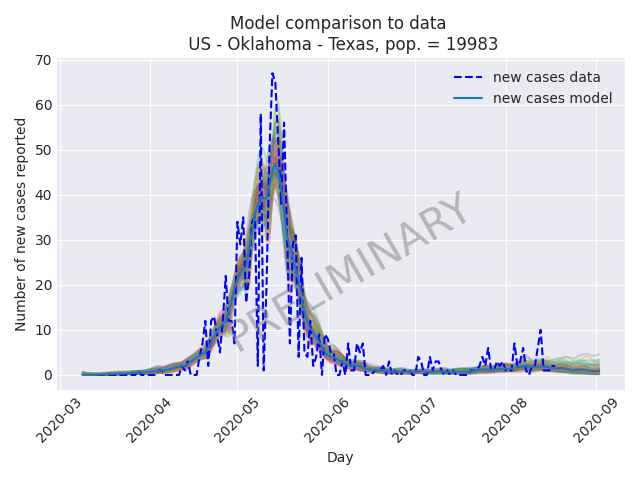 Model comparison to data
US - Oklahoma - Texas, pop. = 19983
70
60
50
40
30
20
10
0
Number of new cases reported
new cases data
new cases model
PRELIMINARY
2020-03
2020-04
2020-05
2020-06
2020-07
2020-08
2020-09
Day